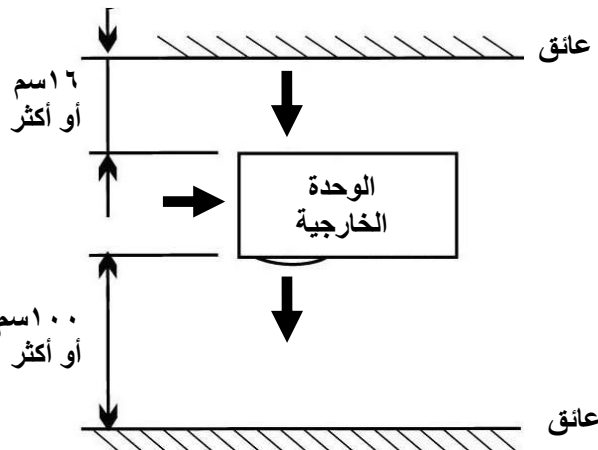 عائق
١٦سم
أو أكثر
الوحدة
الخارجية
١٠٠سم
أو أكثر
عائق